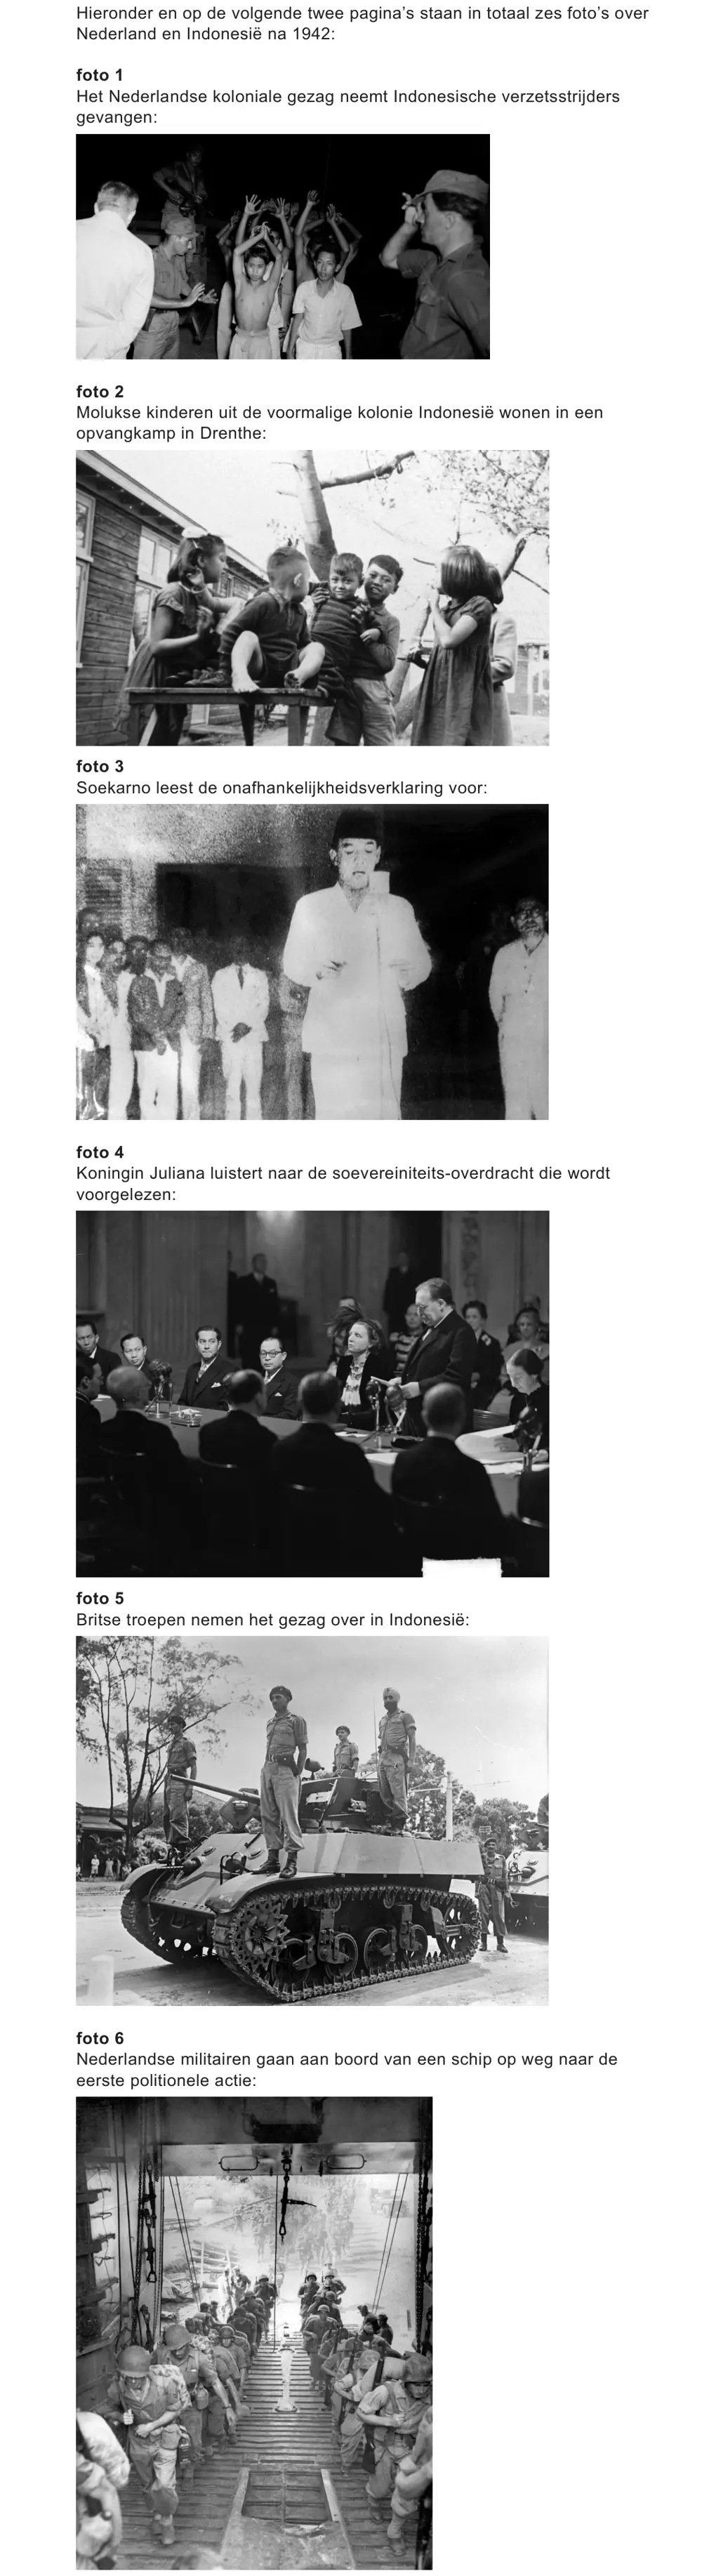 Hieronder en op de volgende twee pagina’s staan in totaal zes foto’s over
Nederland en Indonesië na 1942:
foto 1
Het Nederlandse koloniale gezag neemt Indonesische verzetsstrijders
gevangen:
foto 2
Molukse kinderen uit de voormalige kolonie Indonesië wonen in een
opvangkamp in Drenthe:
foto 3
Soekarno leest de onafhankelijkheidsverklaring voor:
foto 4
Koningin Juliana luistert naar de soevereiniteits-overdracht die wordt
voorgelezen:
foto 5
Britse troepen nemen het gezag over in Indonesië:
foto 6
Nederlandse militairen gaan aan boord van een schip op weg naar de
eerste politionele actie: